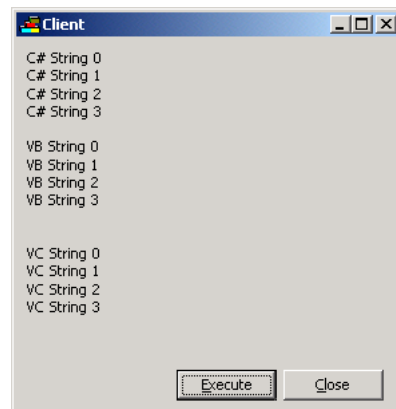 Client
C# String 0
C# String 1
C# String 2
C# String 3
VB String 0
VB String 1
VB String 2
VB String 3
VC String 0
VC String 1
VC String 2
VC String 3
Execute Close